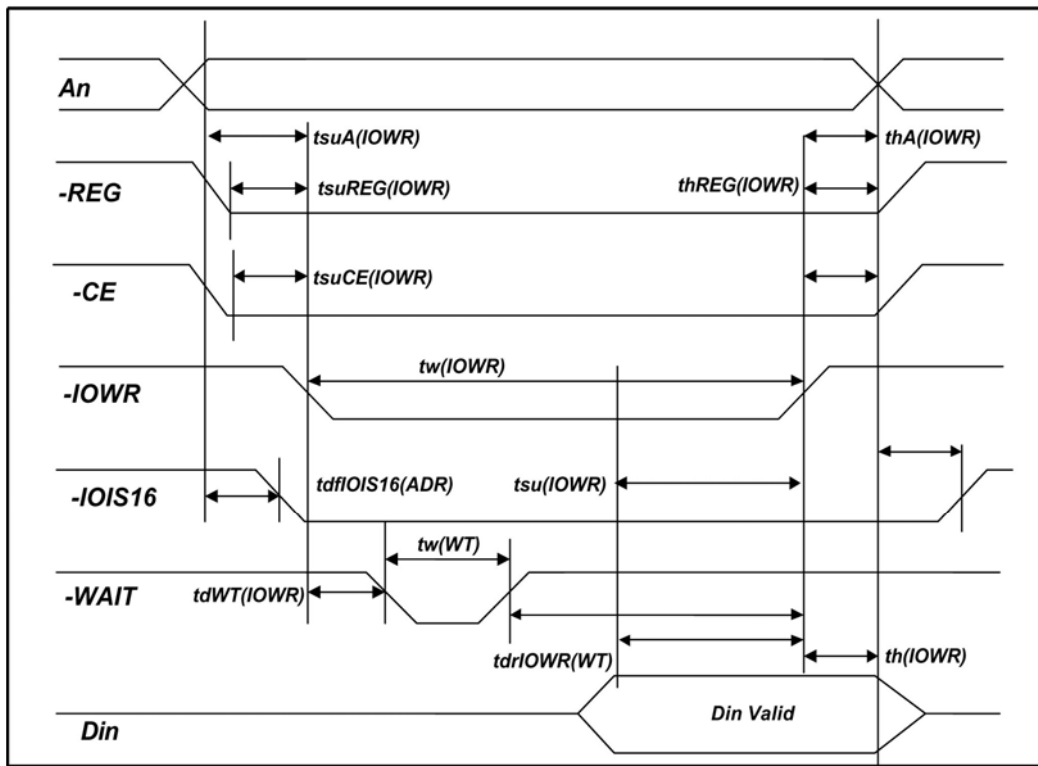 An
tsuA(IOWR)
thA(IOWR)
-REG
tsuREG(IOWR)
thREG(IOWR)
-CE
tsuCE(IOWR)
-IOWR
tw(IOWR)
-IOIS16
tdfIOIS16(ADR)
tsu(IOWR)
tw(WT)
-WAIT
tdWT(IOWR)
tdrIOWR(WT)
th(IOWR)
Din
Din Valid